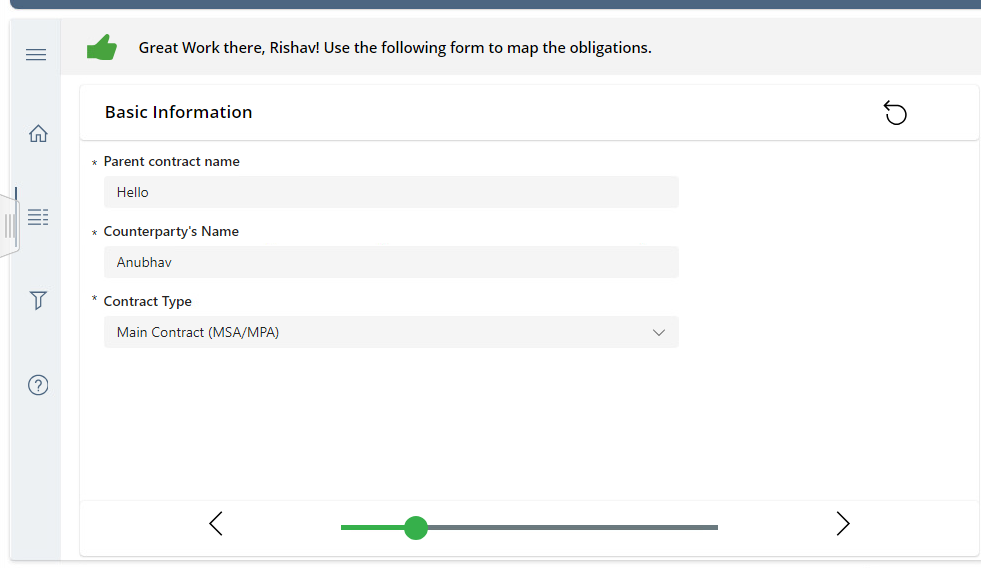 Great Work there, Rishav! Use the following form to map the obligations.
Basic Information
* Parent contract name
Hello
* Counterparty's Name
Anubhav
* Contract Type
Main Contract (MSA/MPA)
?